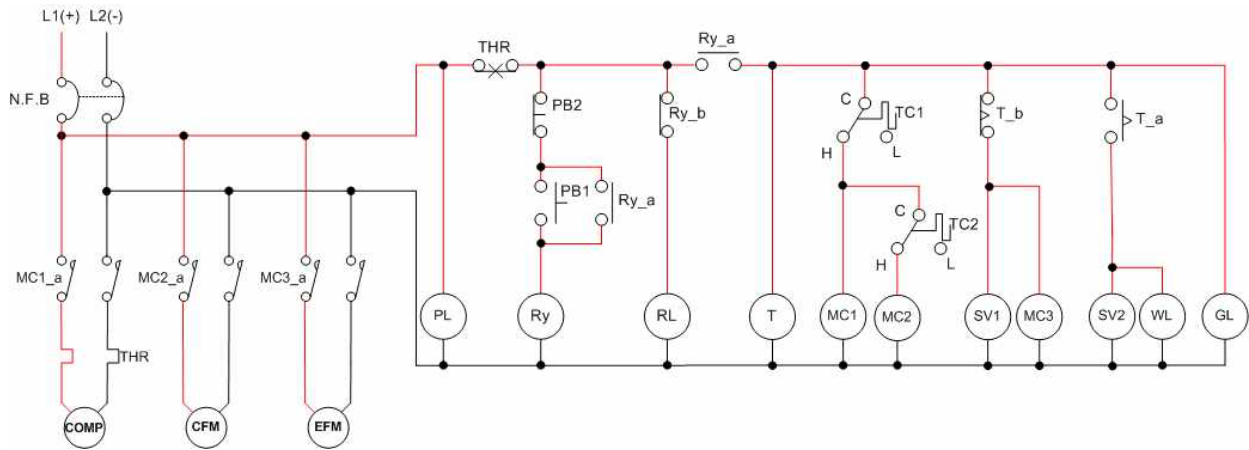 L1(+) L2(-)
N.F.B
THR
Ry_a
PB2
Ry_b
C
TC1
H
L
T_b
T_a
PB1
Ry_a
C
TC2
H
L
MC1_a
MC2_a
MC3_a
PL
Ry
RL
T
MC1
MC2
SV1
MC3
SV2
WL
GL
THR
COMP
CFM
EFM